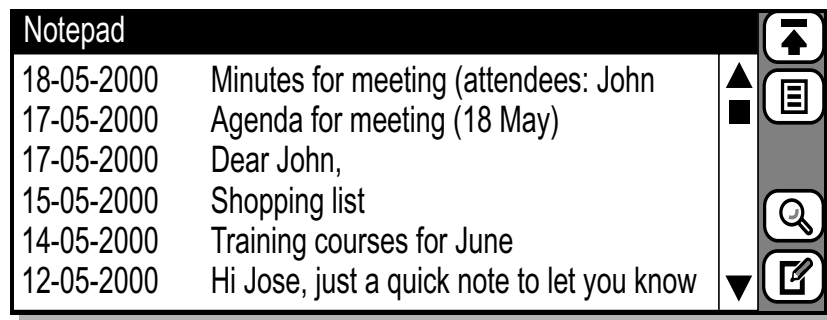 Notepad
18-05-2000 Minutes for meeting (attendees: John
17-05-2000 Agenda for meeting (18 May)
17-05-2000 Dear John,
15-05-2000 Shopping list
14-05-2000 Training courses for June
12-05-2000 Hi Jose, just a quick note to let you know